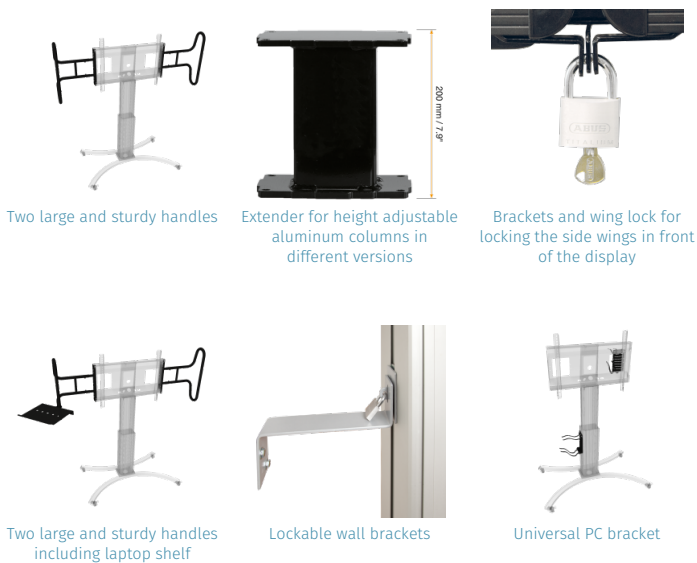 200 mm / 7.9"
ABUS
Two large and sturdy handles
Extender for height adjustable
aluminum columns in
different versions
Brackets and wing lock for
locking the side wings in front
of the display
Two large and sturdy handles
including laptop shelf
Lockable wall brackets
Universal PC bracket